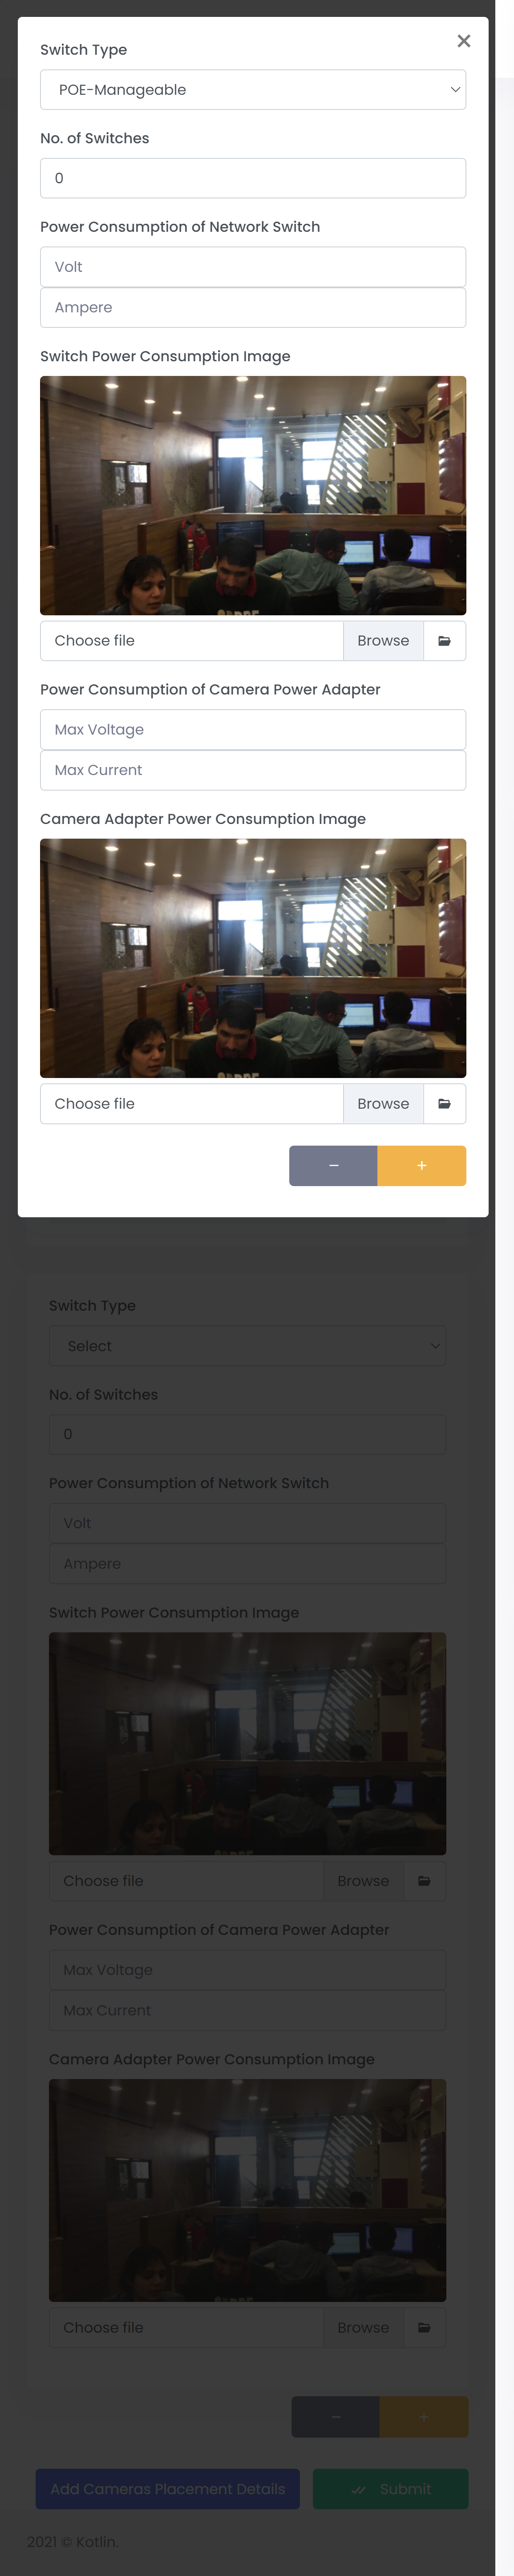 Switch Type
POE-Manageable
No. of Switches
0
Power Consumption of Network Switch
Volt
Ampere
Switch Power Consumption Image
Choose file Browse
Power Consumption of Camera Power Adapter
Max Voltage
Max Current
Camera Adapter Power Consumption Image
Choose file Browse
− +
Switch Type
Select
No. of Switches
0
Power Consumption of Network Switch
Volt
Ampere
Switch Power Consumption Image
Choose file Browse
Power Consumption of Camera Power Adapter
Max Voltage
Max Current
Camera Adapter Power Consumption Image
Choose file Browse
− +
Add Cameras Placement Details Submit
2021 © Kotlin.